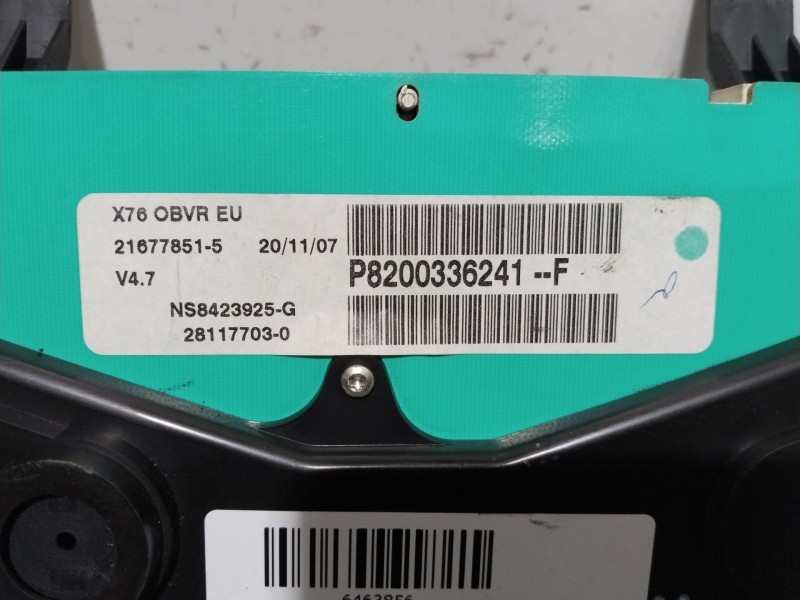 X76 OBVR EU
21677851-5 20/11/07
V4.7
P8200336241 --F
NS8423925-G
28117703-0